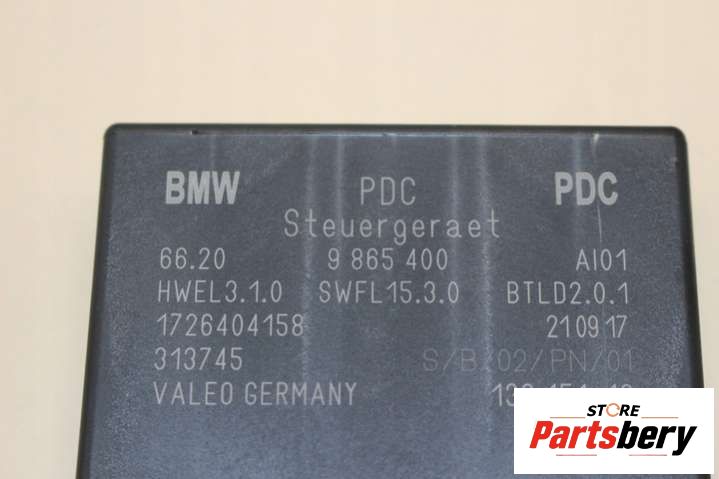 BMW PDC PDC
Steuergeraet
66.20 9 865 400 AI01
HWEL3.1.0 SWFL15.3.0 BTLD2.0.1
1726404158 210917
313745 S/B/02/PN/01
VALEO GERMANY
STORE
Partsbery